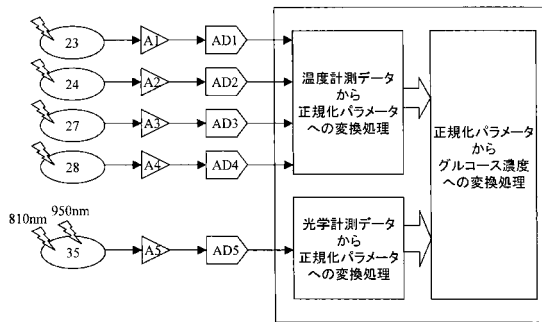 23 A1 AD1
24 A2 AD2
27 A3 AD3
28 A4 AD4
温度計測データ
から
正規化パラメータ
への変換処理
810nm 950nm
35 A5 AD5
光学計測データ
から
正規化パラメータ
への変換処理
正規化パラメータ
から
グルコース濃度
への変換処理